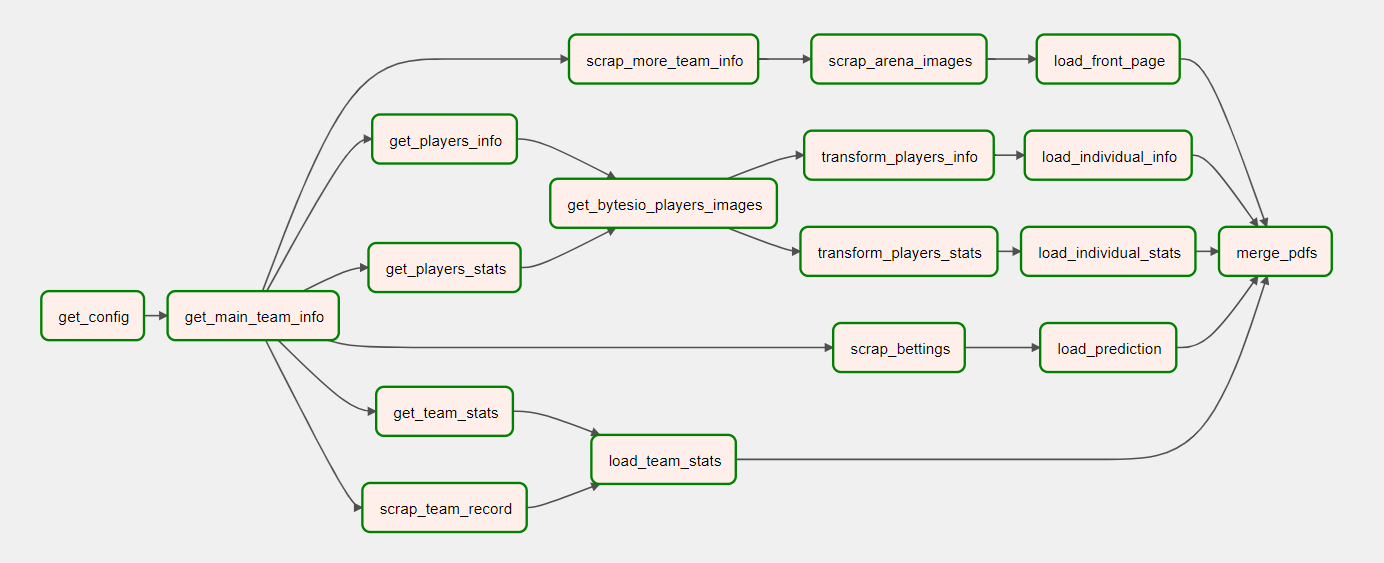 scrap_more_team_info
scrap_arena_images
load_front_page
get_players_info
transform_players_info
load_individual_info
get_bytesio_players_images
get_players_stats
transform_players_stats
load_individual_stats
merge_pdfs
get_config
get_main_team_info
scrap_bettings
load_prediction
get_team_stats
load_team_stats
scrap_team_record